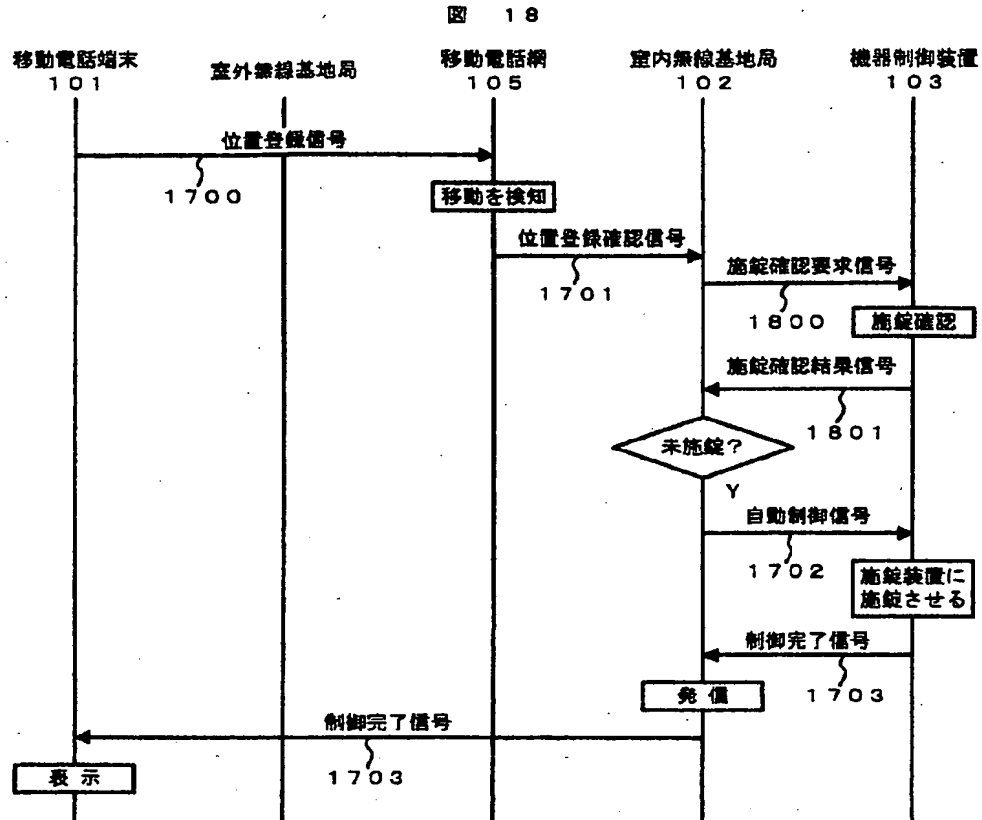 図 18
移動電話端末
101
室外無線基地局
移動電話網
105
室内無線基地局
102
機器制御装置
103
位置登録信号
1700
移動を検知
位置登録確認信号
1701
施錠確認要求信号
1800
施錠確認
施錠確認結果信号
1801
未施錠？
Y
自動制御信号
1702
施錠装置に
施錠させる
制御完了信号
1703
発信
制御完了信号
1703
表示